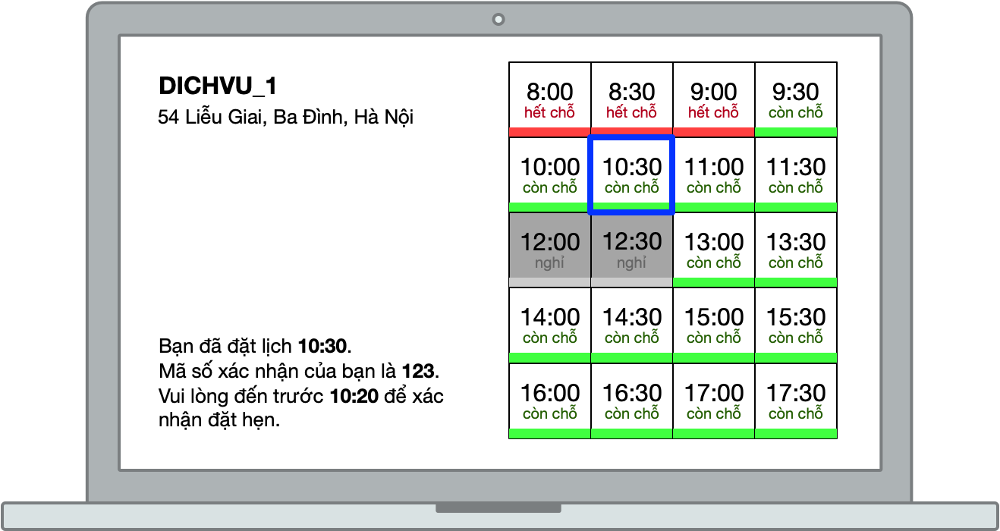 DICHVU_1
54 Liễu Giai, Ba Đình, Hà Nội
Bạn đã đặt lịch 10:30.
Mã số xác nhận của bạn là 123.
Vui lòng đến trước 10:20 để xác
nhận đặt hẹn.
8:00 8:30 9:00 9:30
hết chỗ hết chỗ hết chỗ còn chỗ
10:00 10:30 11:00 11:30
còn chỗ còn chỗ còn chỗ còn chỗ
12:00 12:30 13:00 13:30
nghỉ nghỉ còn chỗ còn chỗ
14:00 14:30 15:00 15:30
còn chỗ còn chỗ còn chỗ còn chỗ
16:00 16:30 17:00 17:30
còn chỗ còn chỗ còn chỗ còn chỗ